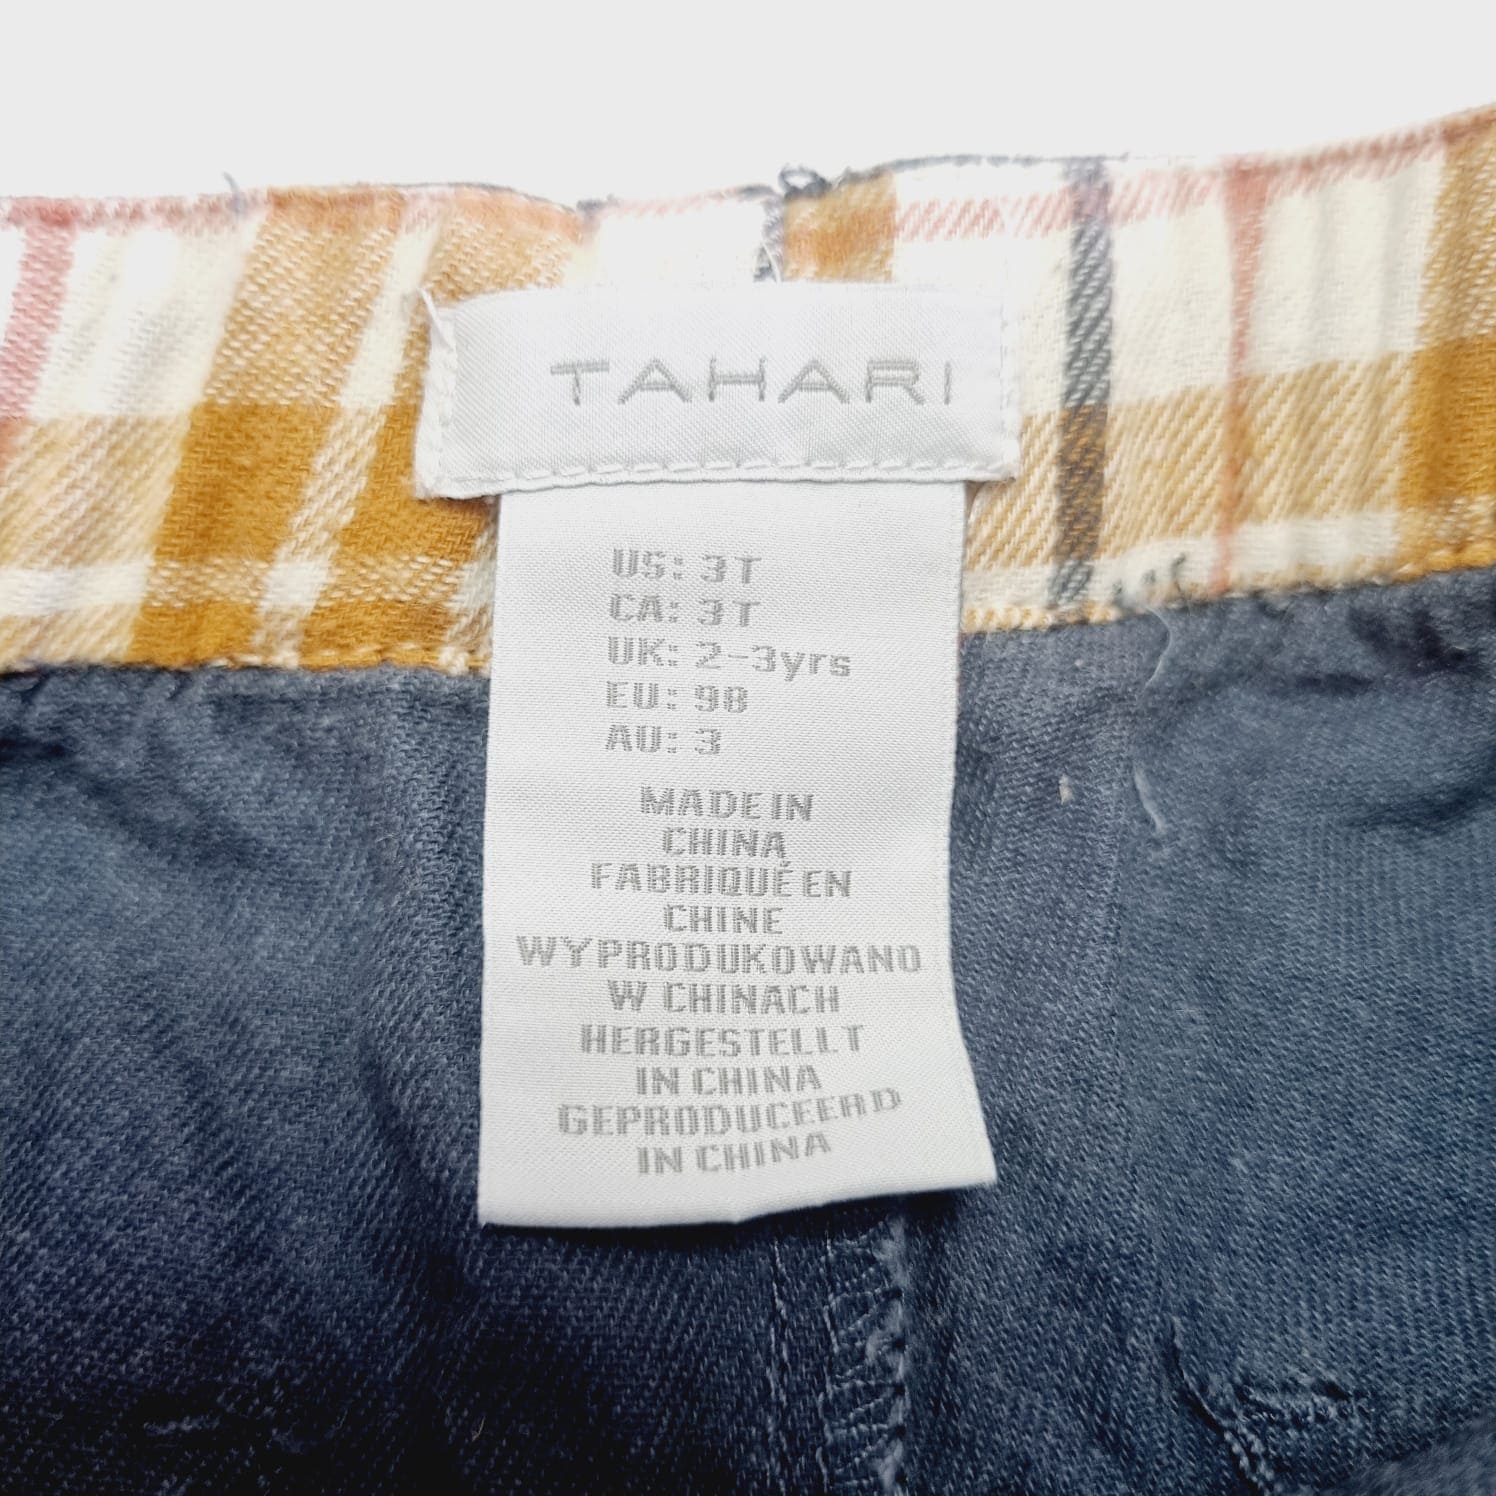 TAHARI
US: 3T
CA: 3T
UK: 2-3yrs
EU: 98
AU: 3
MADE IN
CHINA
FABRIQUÉ EN
CHINE
WYPRODUKOWANO
W CHINACH
HERGESTELLT
IN CHINA
GEPRODUCEERD
IN CHINA